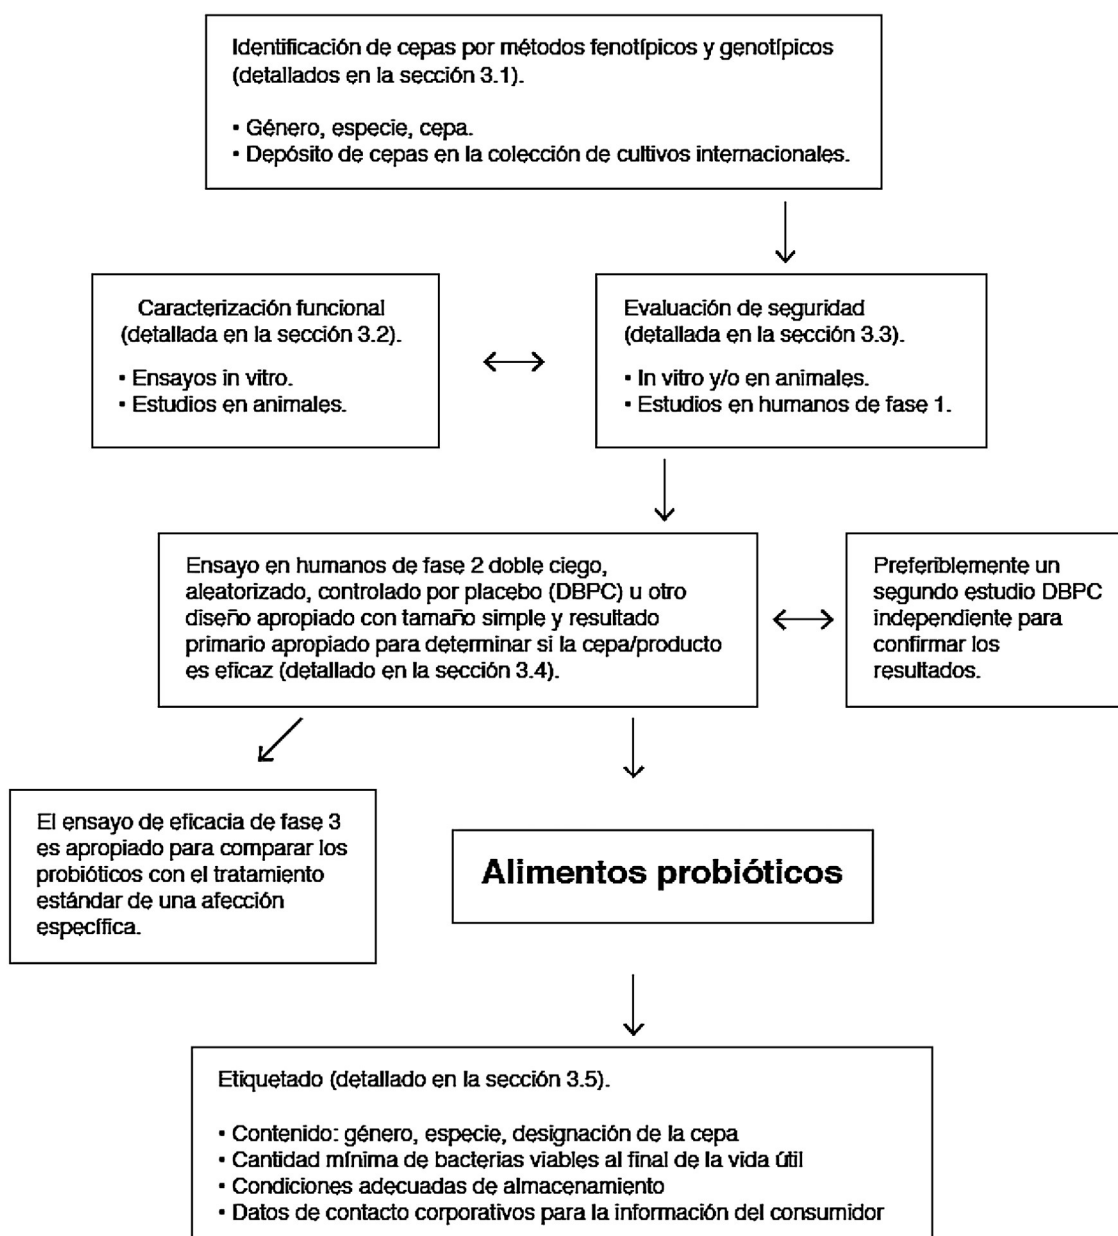 Identificación de cepas por métodos fenotípicos y genotípicos
(detallados en la sección 3.1).
▪ Género, especie, cepa.
▪ Depósito de cepas en la colección de cultivos internacionales.
Caracterización funcional
(detallada en la sección 3.2).
▪ Ensayos in vitro.
▪ Estudios en animales.
Evaluación de seguridad
(detallada en la sección 3.3).
▪ In vitro y/o en animales.
▪ Estudios en humanos de fase 1.
Ensayo en humanos de fase 2 doble ciego,
aleatorizado, controlado por placebo (DBPC) u otro
diseño apropiado con tamaño simple y resultado
primario apropiado para determinar si la cepa/producto
es eficaz (detallado en la sección 3.4).
Preferiblemente un
segundo estudio DBPC
independiente para
confirmar los
resultados.
El ensayo de eficacia de fase 3
es apropiado para comparar los
probióticos con el tratamiento
estándar de una afección
específica.
Alimentos probióticos
Etiquetado (detallado en la sección 3.5).
▪ Contenido: género, especie, designación de la cepa
▪ Cantidad mínima de bacterias viables al final de la vida útil
▪ Condiciones adecuadas de almacenamiento
▪ Datos de contacto corporativos para la información del consumidor